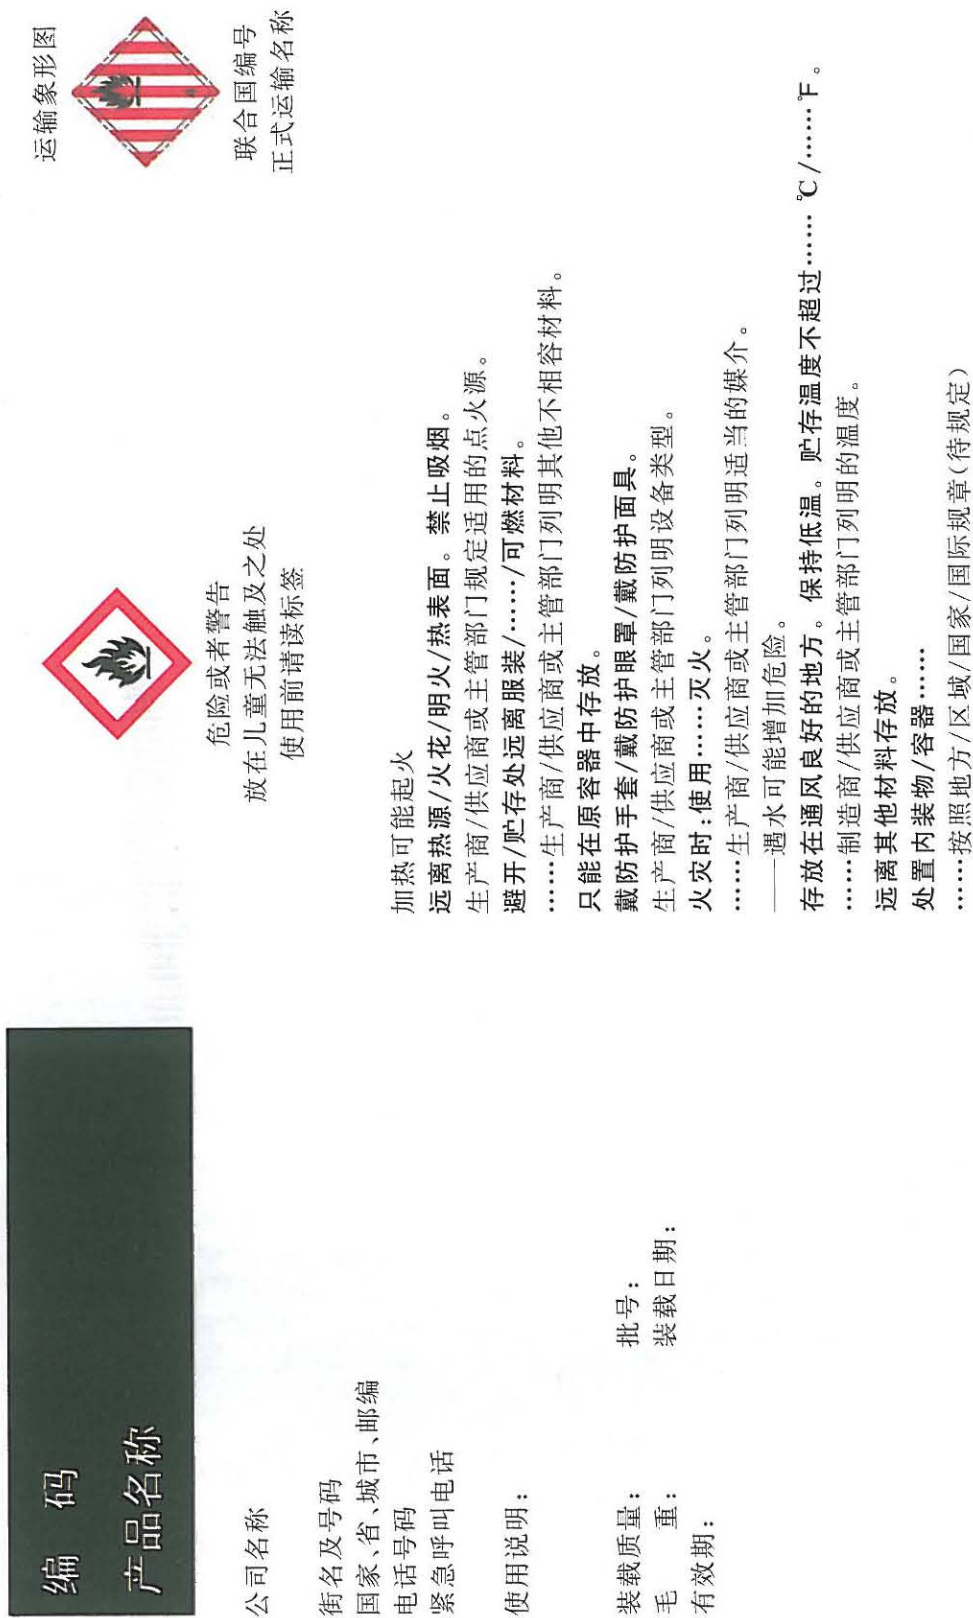 编　码
产品名称
公司名称
街名及号码
国家、省、城市、邮编
电话号码
紧急呼叫电话
使用说明：
装载质量：　批号：
毛　重：　装载日期：
有效期：
危险或者警告
放在儿童无法触及之处
使用前请读标签
加热可能起火
远离热源/火花/明火/热表面。禁止吸烟。
生产商/供应商或主管部门规定适用的点火源。
避开/贮存处远离服装/……/可燃材料。
……生产商/供应商或主管部门列明其他不相容材料。
只能在原容器中存放。
戴防护手套/戴防护眼罩/戴防护面具。
生产商/供应商或主管部门列明设备类型。
火灾时：使用……灭火。
……生产商/供应商或主管部门列明适当的媒介。
——遇水可能增加危险。
存放在通风良好的地方。保持低温。贮存温度不超过……℃/……℉。
……制造商/供应商或主管部门列明的温度。
远离其他材料存放。
处置内装物/容器……
……按照地方/区域/国家/国际规章(待规定)
运输象形图
联合国编号
正式运输名称